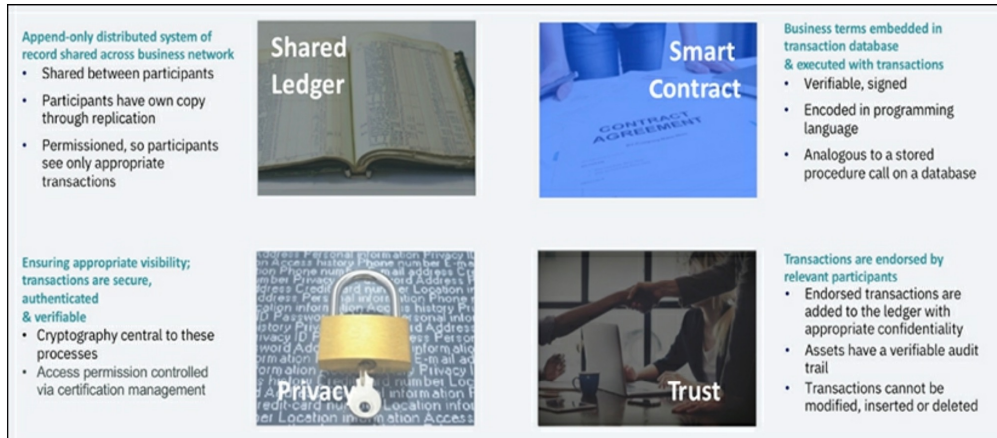 Append-only distributed system of
record shared across business network
• Shared between participants
• Participants have own copy
through replication
• Permissioned, so participants
see only appropriate
transactions
Shared
Ledger
Smart
Contract
CONTRACT
AGREEMENT
Business terms embedded in
transaction database
& executed with transactions
• Verifiable, signed
• Encoded in programming
language
• Analogous to a stored
procedure call on a database
Ensuring appropriate visibility;
transactions are secure,
authenticated
& verifiable
• Cryptography central to these
processes
• Access permission controlled
via certification management
Privacy
Trust
Transactions are endorsed by
relevant participants
• Endorsed transactions are
added to the ledger with
appropriate confidentiality
• Assets have a verifiable audit
trail
• Transactions cannot be
modified, inserted or deleted